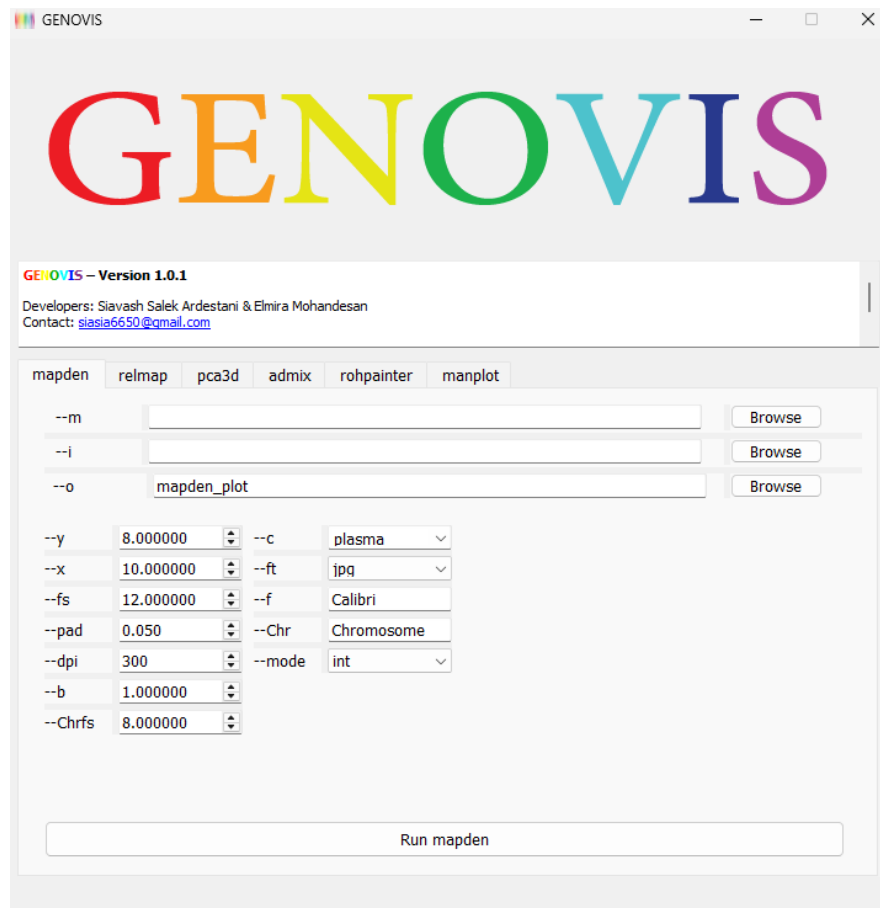 GENOVIS
GENOVIS
GENOVIS – Version 1.0.1
Developers: Siavash Salek Ardestani & Elmira Mohandesan
Contact: siasia6650@gmail.com
mapden relmap pca3d admix rohpainter manplot
--m Browse
--i Browse
--o mapden_plot Browse
--y 8.000000 --c plasma
--x 10.000000 --ft jpg
--fs 12.000000 --f Calibri
--pad 0.050 --Chr Chromosome
--dpi 300 --mode int
--b 1.000000
--Chrfs 8.000000
Run mapden